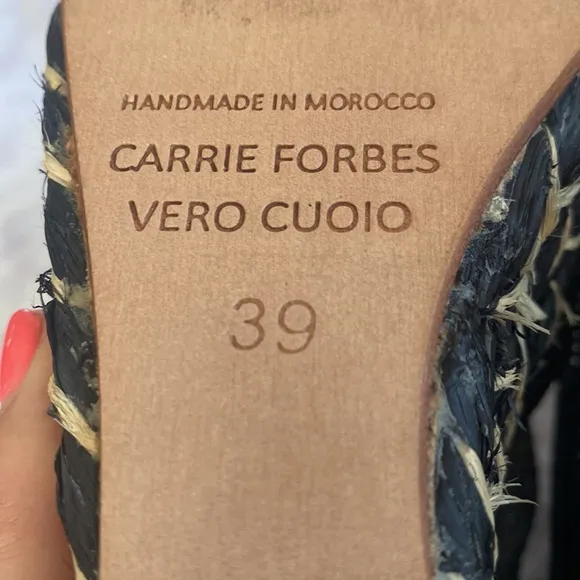 HANDMADE IN MOROCCO
CARRIE FORBES
VERO CUOIO
39